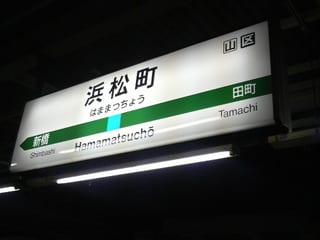 山 区
浜松町
はままつちょう
新橋
田町
Shimbashi
Hamamatsuchō
Tamachi